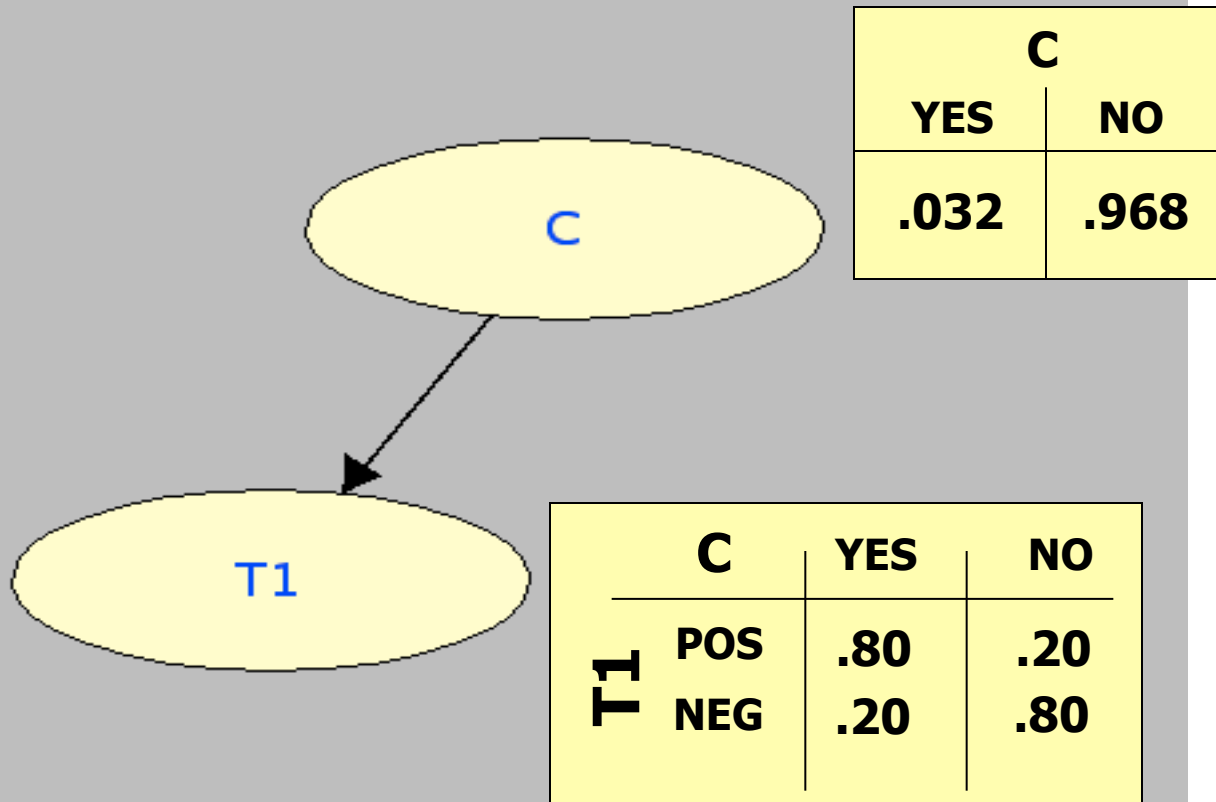 C
YES NO
.032 .968
C
T1
C YES NO
T1
POS .80 .20
NEG .20 .80